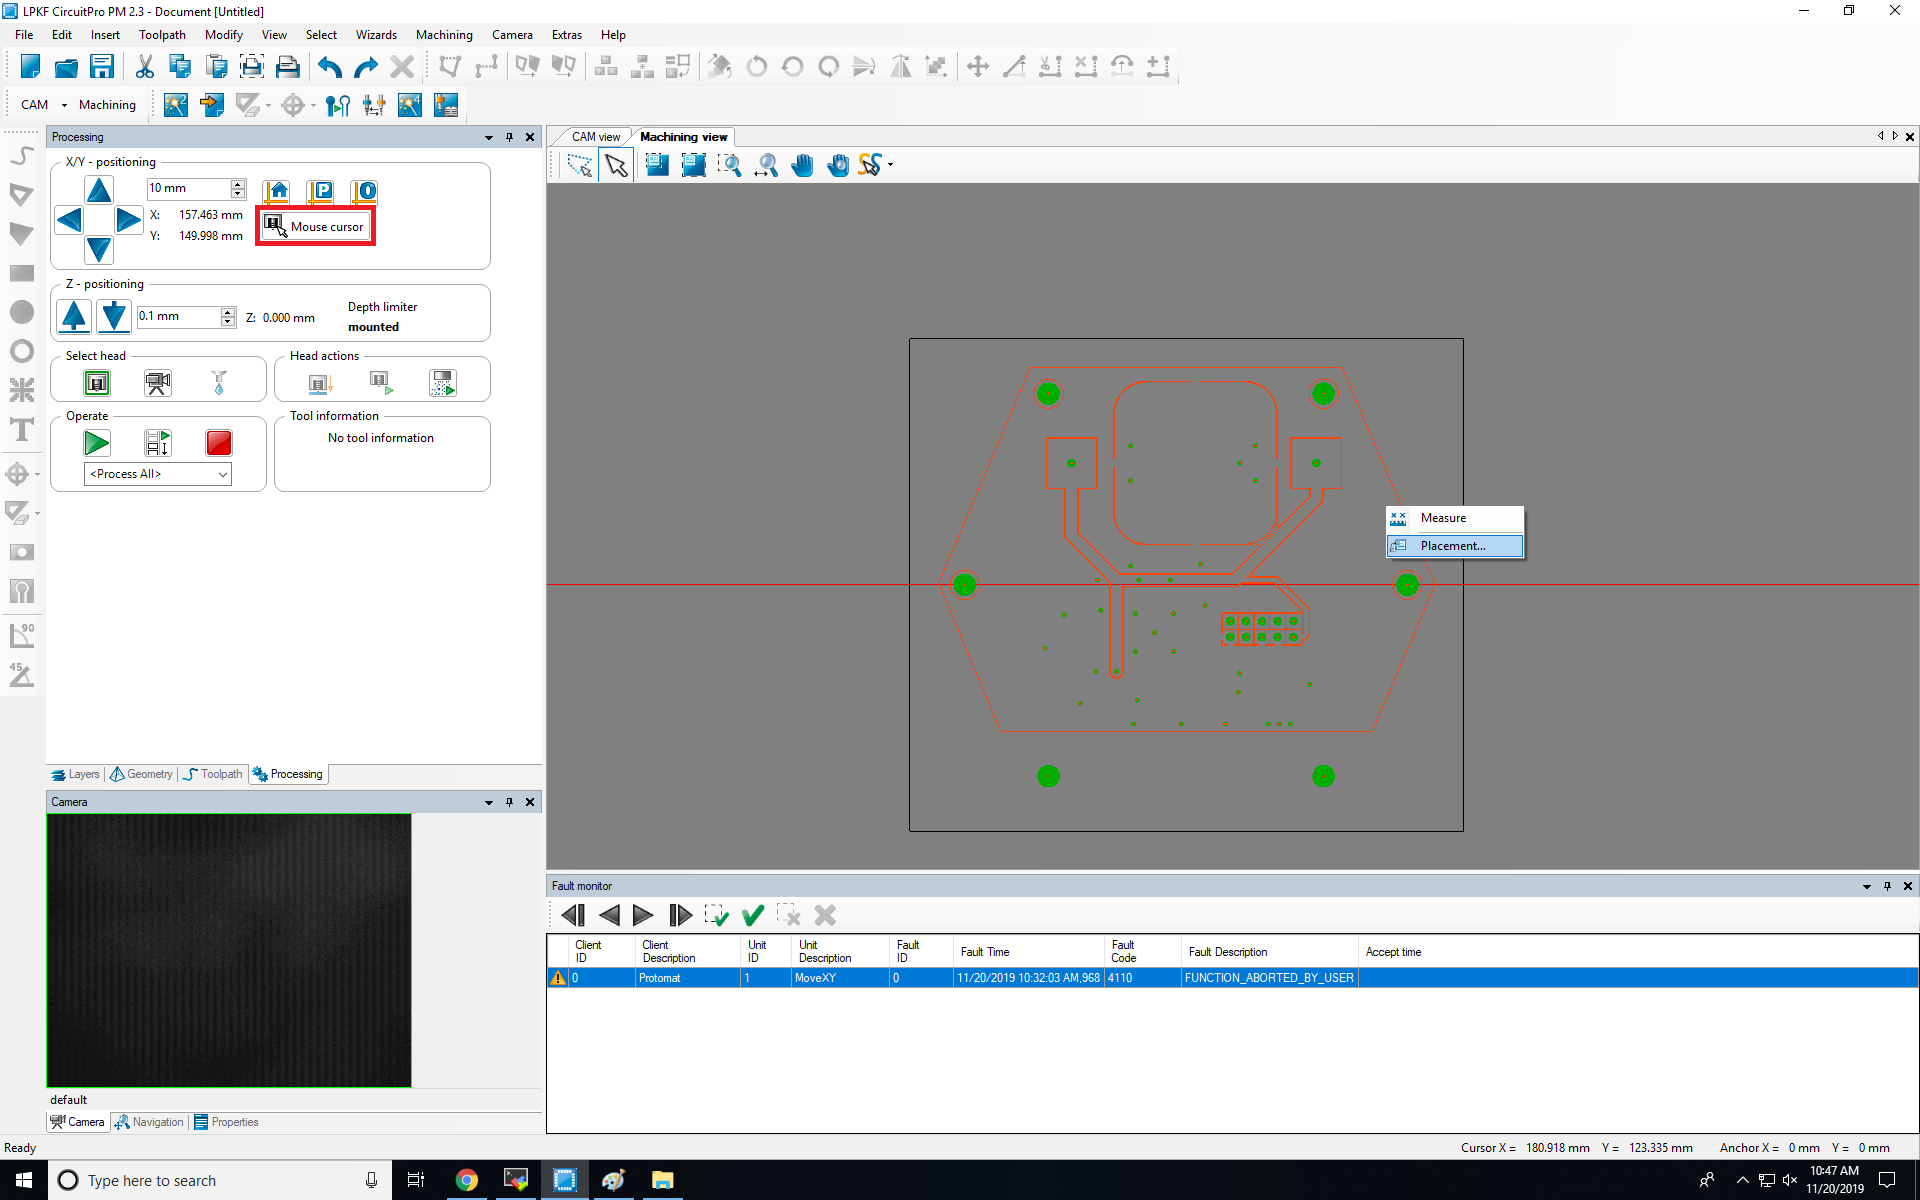 LPKF CircuitPro PM 2.3 - Document [Untitled]
File Edit Insert Transform Modify View Select Wizards Machining Camera Extras Help
CAM Machining
Processing
X/Y - positioning
10 mm
X: 157.463 mm
Y: 149.998 mm
P
O
Mouse cursor
Z - positioning
0.1 mm
Z: 0.000 mm
Depth limiter
mounted
Select head
Head actions
Operate
<Process All>
Tool information
No tool information
T
90
45
Layers Geometry Toolpath Processing
Camera
default
Camera Navigation Properties
CAM view Machining view
Measure
Placement...
Fault monitor
Client ID Client Description Unit ID Unit Description Fault ID Fault Time Fault Code Fault Description Accept time
0 Protomat 1 MoveXY 0 11/20/2019 10:32:03 AM,968 4110 FUNCTION_ABORTED_BY_USER
Ready
Cursor X = 180.918 mm Y = 123.335 mm Anchor X = 0 mm Y = 0 mm
Type here to search
10:47 AM
11/20/2019